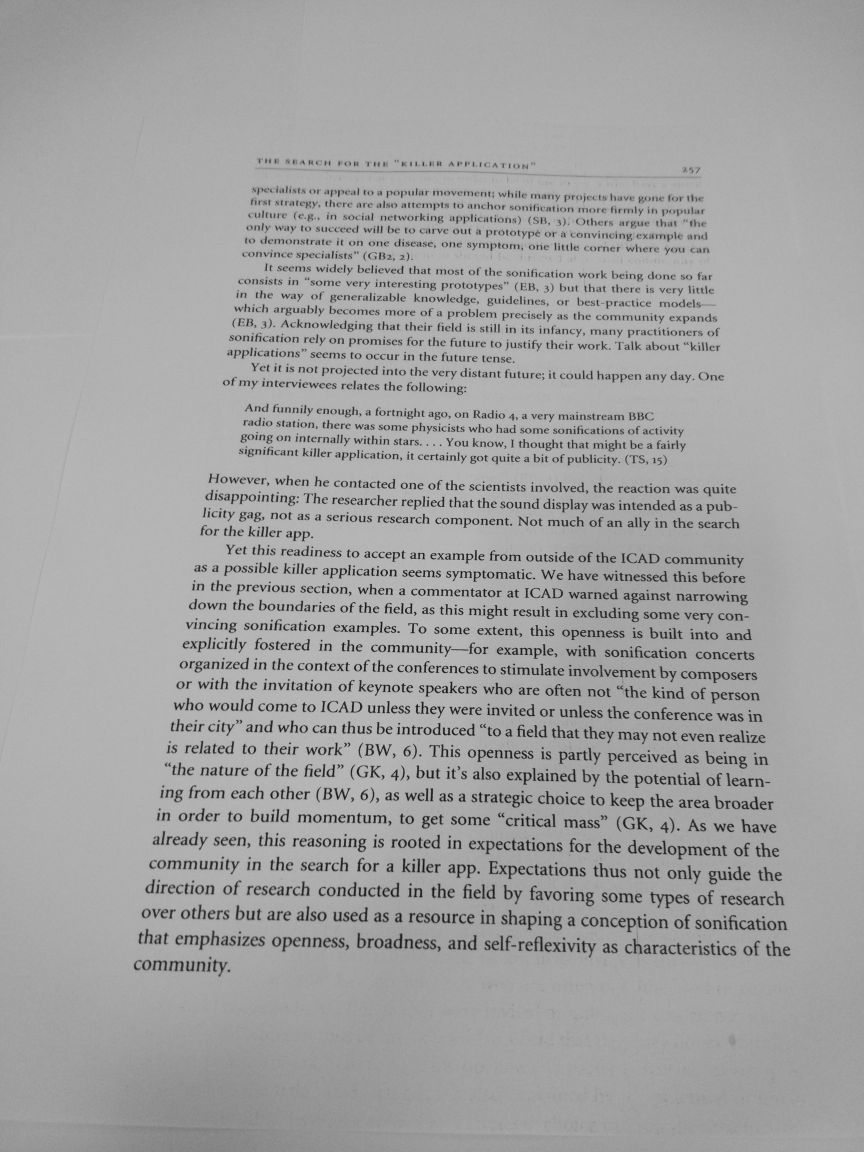 THE SEARCH FOR THE "KILLER APPLICATION"
257
specialists or appeal to a popular movement; while many projects have gone for the
first strategy, there are also attempts to anchor sonification more firmly in popular
culture (e.g., in social networking applications) (SB, 3). Others argue that "the
only way to succeed will be to carve out a prototype or a convincing example and
to demonstrate it on one disease, one symptom, one little corner where you can
convince specialists" (GB2, 2).
It seems widely believed that most of the sonification work being done so far
consists in "some very interesting prototypes" (EB, 3) but that there is very little
in the way of generalizable knowledge, guidelines, or best-practice models—
which arguably becomes more of a problem precisely as the community expands
(EB, 3). Acknowledging that their field is still in its infancy, many practitioners of
sonification rely on promises for the future to justify their work. Talk about "killer
applications" seems to occur in the future tense.
Yet it is not projected into the very distant future; it could happen any day. One
of my interviewees relates the following:
And funnily enough, a fortnight ago, on Radio 4, a very mainstream BBC
radio station, there was some physicists who had some sonifications of activity
going on internally within stars. . . . You know, I thought that might be a fairly
significant killer application, it certainly got quite a bit of publicity. (TS, 15)
However, when he contacted one of the scientists involved, the reaction was quite
disappointing: The researcher replied that the sound display was intended as a pub-
licity gag, not as a serious research component. Not much of an ally in the search
for the killer app.
Yet this readiness to accept an example from outside of the ICAD community
as a possible killer application seems symptomatic. We have witnessed this before
in the previous section, when a commentator at ICAD warned against narrowing
down the boundaries of the field, as this might result in excluding some very con-
vincing sonification examples. To some extent, this openness is built into and
explicitly fostered in the community—for example, with sonification concerts
organized in the context of the conferences to stimulate involvement by composers
or with the invitation of keynote speakers who are often not "the kind of person
who would come to ICAD unless they were invited or unless the conference was in
their city" and who can thus be introduced "to a field that they may not even realize
is related to their work" (BW, 6). This openness is partly perceived as being in
"the nature of the field" (GK, 4), but it's also explained by the potential of learn-
ing from each other (BW, 6), as well as a strategic choice to keep the area broader
in order to build momentum, to get some "critical mass" (GK, 4). As we have
already seen, this reasoning is rooted in expectations for the development of the
community in the search for a killer app. Expectations thus not only guide the
direction of research conducted in the field by favoring some types of research
over others but are also used as a resource in shaping a conception of sonification
that emphasizes openness, broadness, and self-reflexivity as characteristics of the
community.